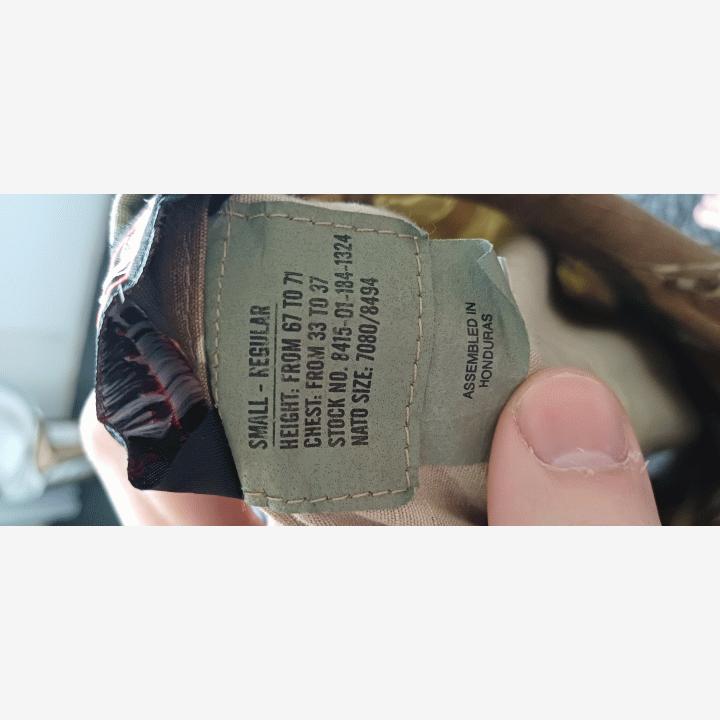 SMALL - REGULAR
HEIGHT: FROM 67 TO 71
CHEST: FROM 33 TO 37
STOCK NO. 8415-01-184-1324
NATO SIZE: 7080/8494
ASSEMBLED IN
HONDURAS